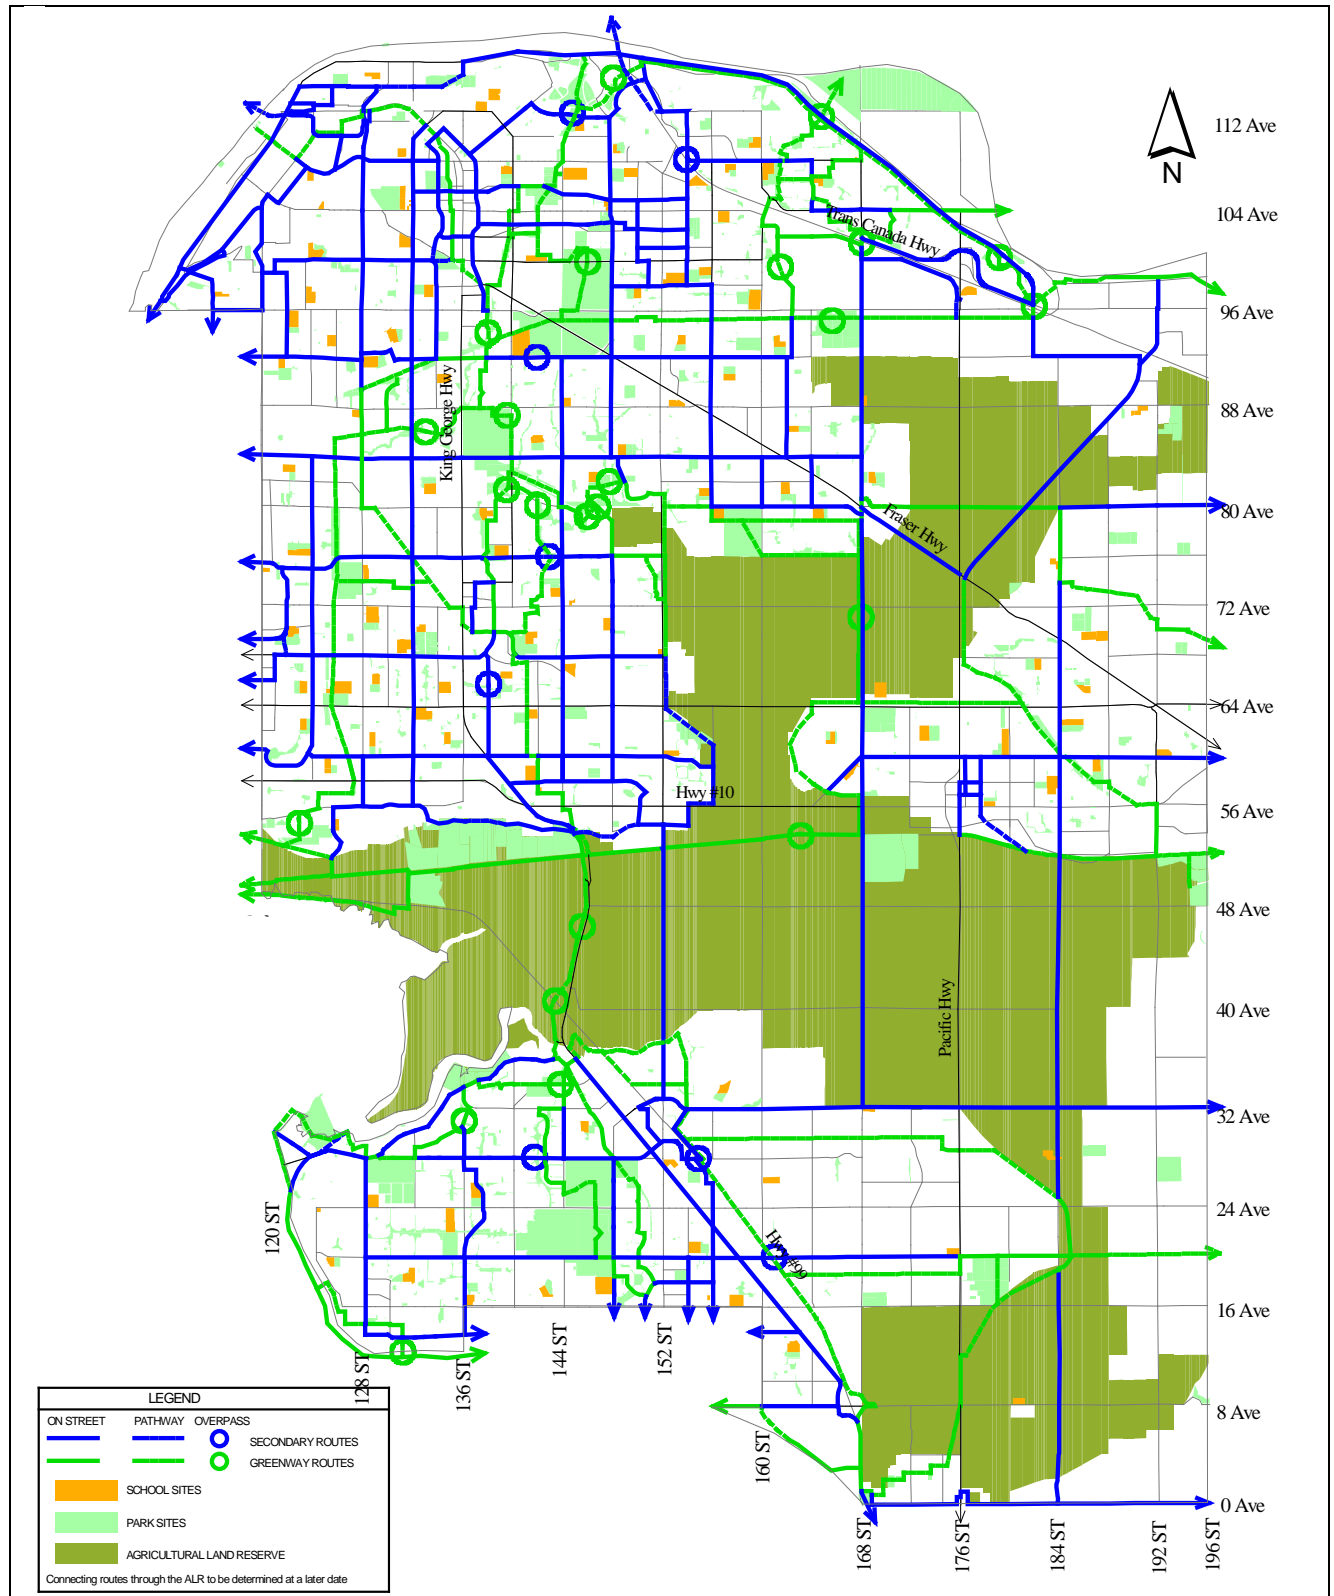 112 Ave
N
104 Ave
Trans Canada Hwy
96 Ave
King George Hwy
88 Ave
80 Ave
Fraser Hwy
72 Ave
64 Ave
Hwy #10
56 Ave
48 Ave
Pacific Hwy
40 Ave
32 Ave
24 Ave
120 ST
Hwy #99
16 Ave
128 ST
136 ST
144 ST
152 ST
8 Ave
160 ST
0 Ave
168 ST
176 ST
184 ST
192 ST
196 ST
LEGEND
ON STREET PATHWAY OVERPASS
SECONDARY ROUTES
GREENWAY ROUTES
SCHOOL SITES
PARK SITES
AGRICULTURAL LAND RESERVE
Connecting routes through the ALR to be determined at a later date